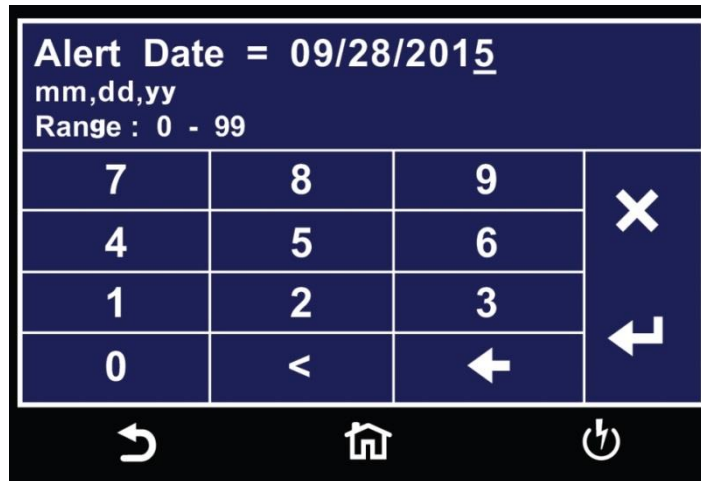 Alert Date = 09/28/2015
mm,dd,yy
Range : 0 - 99
7 8 9
4 5 6
1 2 3
0 <